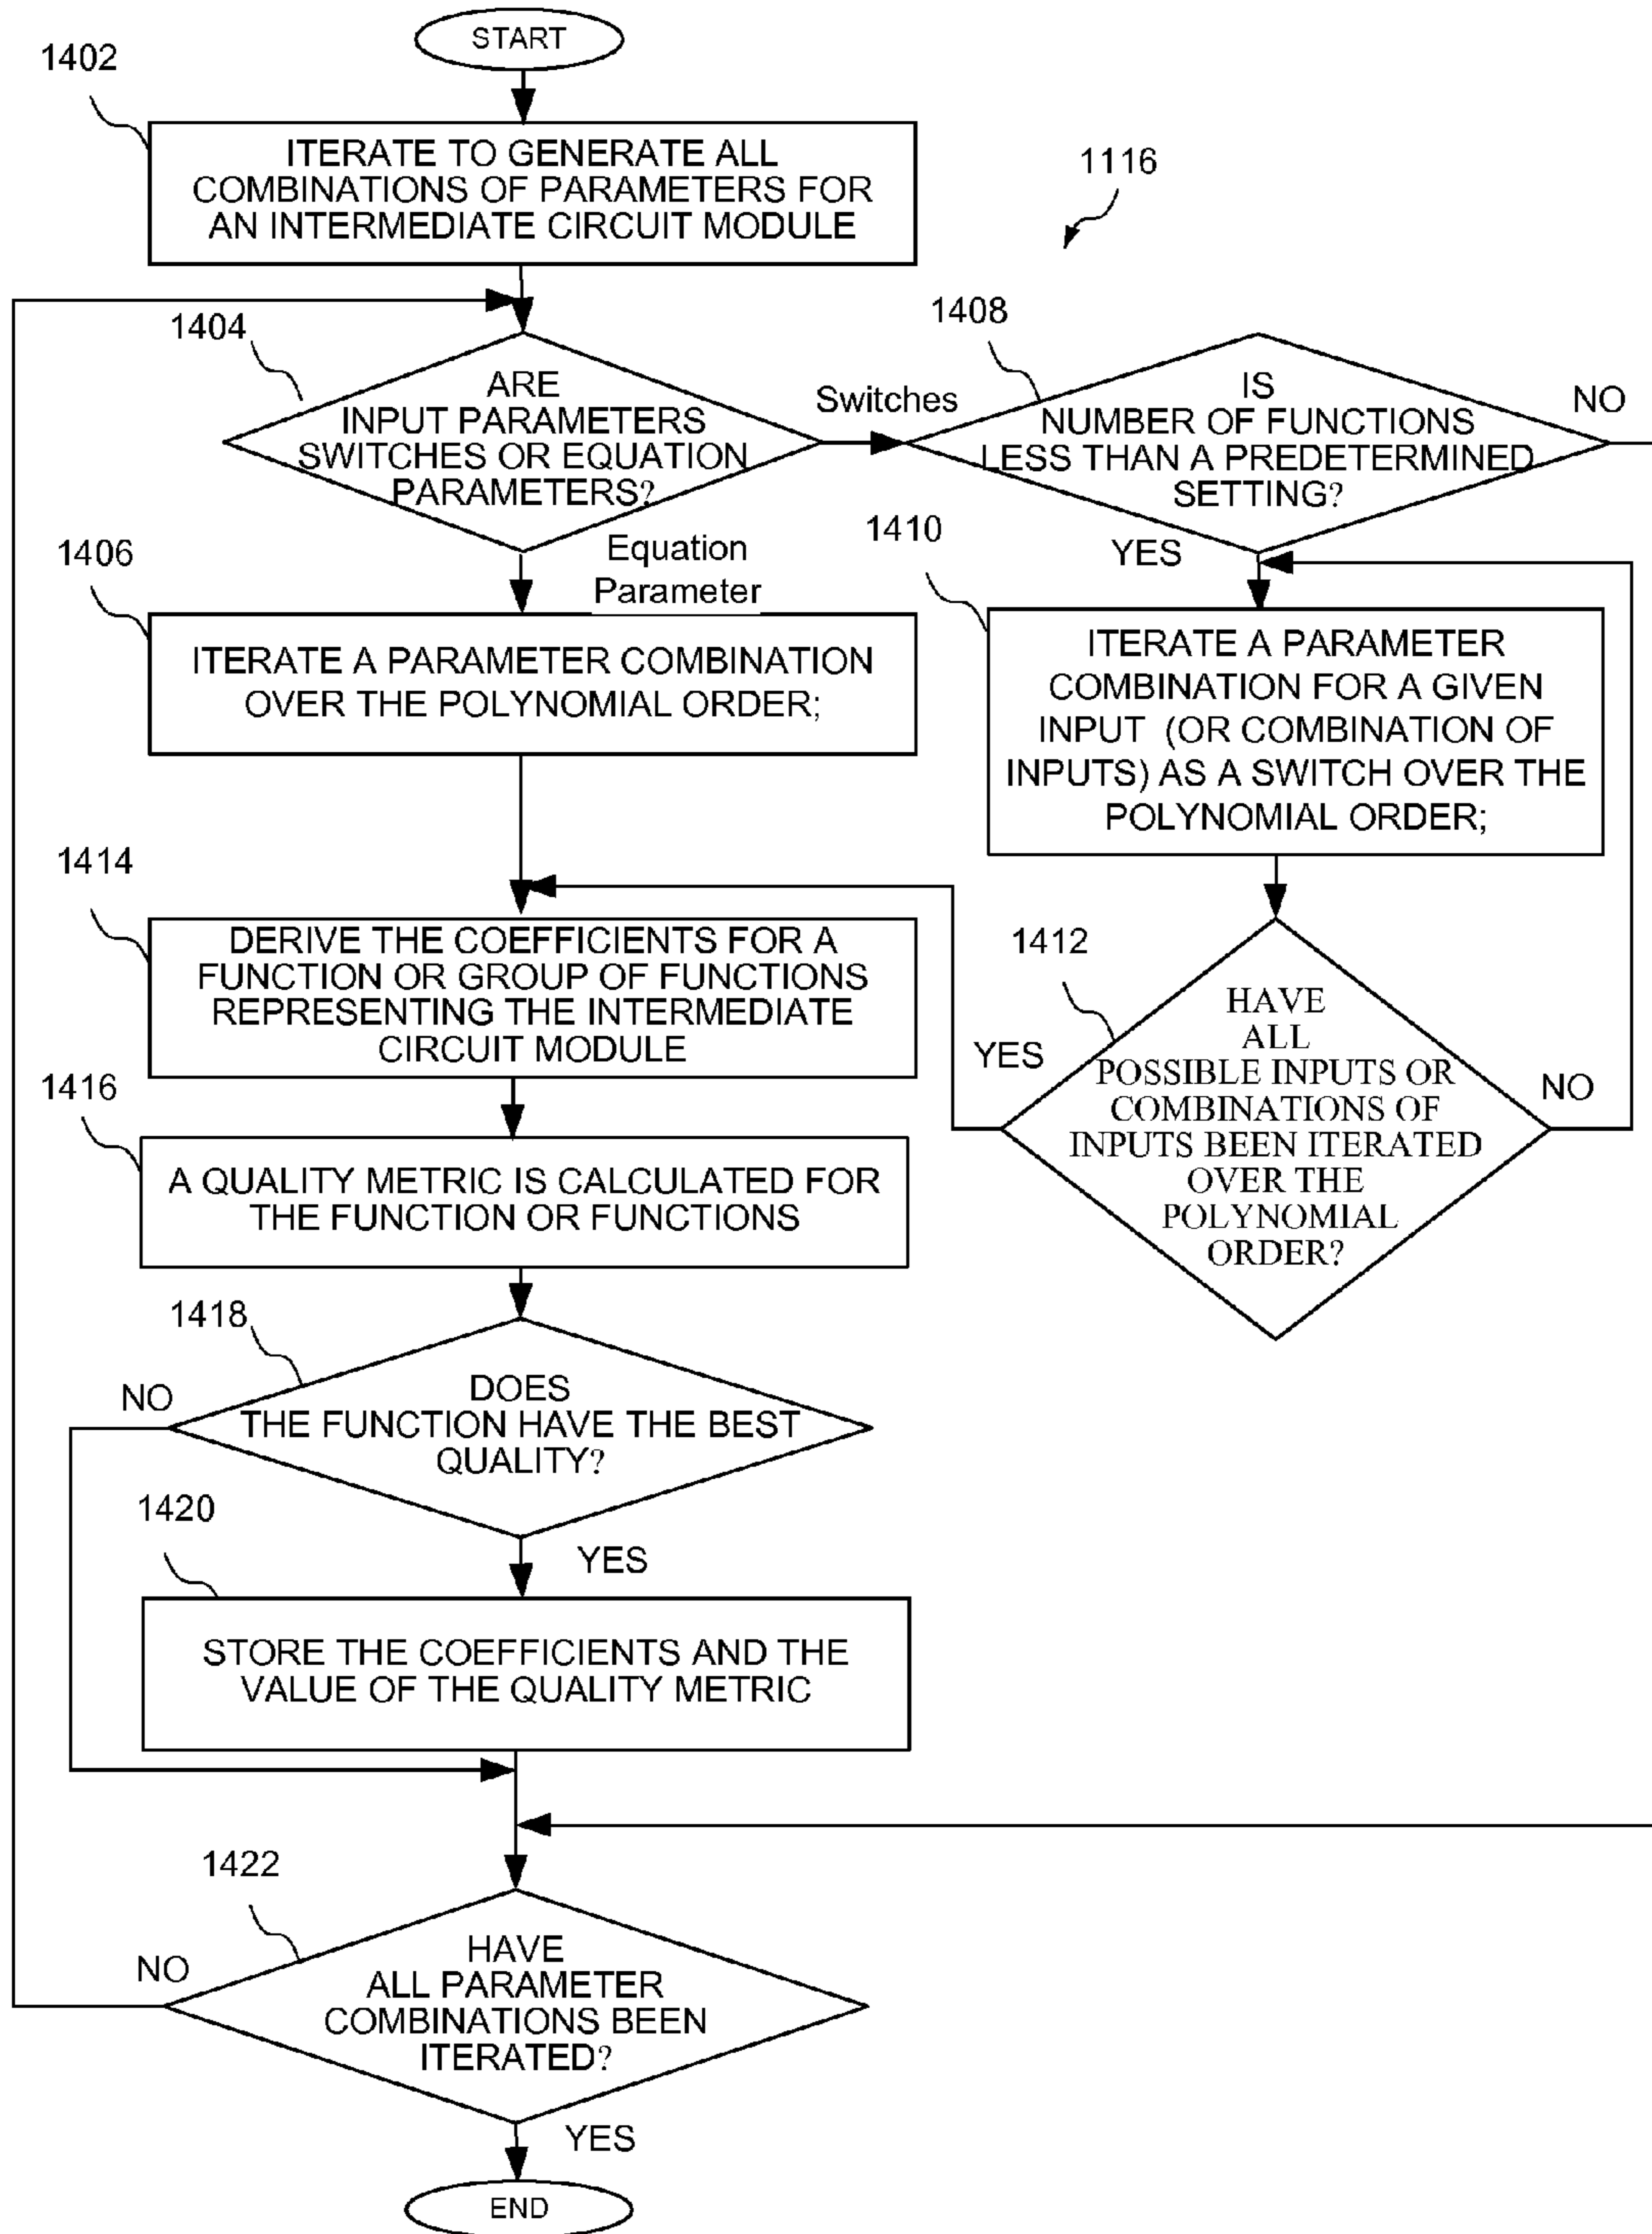 START
1402
ITERATE TO GENERATE ALL
COMBINATIONS OF PARAMETERS FOR
AN INTERMEDIATE CIRCUIT MODULE
1116
1404
ARE
INPUT PARAMETERS
SWITCHES OR EQUATION
PARAMETERS?
Switches
1408
IS
NUMBER OF FUNCTIONS
LESS THAN A PREDETERMINED
SETTING?
NO
YES
Equation
Parameter
1406
ITERATE A PARAMETER COMBINATION
OVER THE POLYNOMIAL ORDER;
1410
ITERATE A PARAMETER
COMBINATION FOR A GIVEN
INPUT (OR COMBINATION OF
INPUTS) AS A SWITCH OVER THE
POLYNOMIAL ORDER;
1412
HAVE
ALL
POSSIBLE INPUTS OR
COMBINATIONS OF
INPUTS BEEN ITERATED
OVER THE
POLYNOMIAL
ORDER?
YES
NO
1414
DERIVE THE COEFFICIENTS FOR A
FUNCTION OR GROUP OF FUNCTIONS
REPRESENTING THE INTERMEDIATE
CIRCUIT MODULE
1416
A QUALITY METRIC IS CALCULATED FOR
THE FUNCTION OR FUNCTIONS
1418
DOES
THE FUNCTION HAVE THE BEST
QUALITY?
NO
YES
1420
STORE THE COEFFICIENTS AND THE
VALUE OF THE QUALITY METRIC
1422
HAVE
ALL PARAMETER
COMBINATIONS BEEN
ITERATED?
NO
YES
END